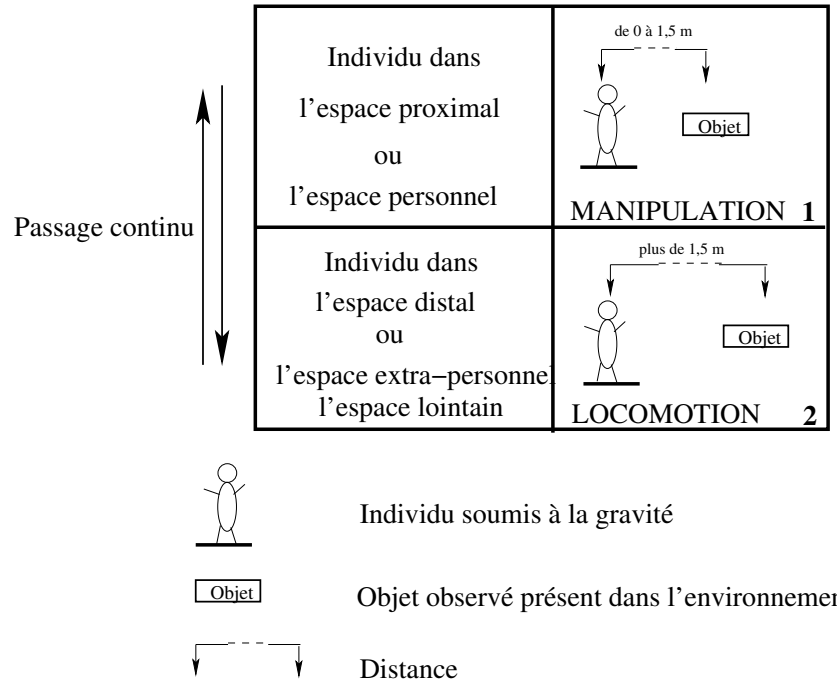 Individu dans
l'espace proximal
ou
l'espace personnel
de 0 à 1,5 m
Objet
MANIPULATION 1
Passage continu
Individu dans
l'espace distal
ou
l'espace extra−personnel
l'espace lointain
plus de 1,5 m
Objet
LOCOMOTION 2
Individu soumis à la gravité
Objet
Objet observé présent dans l'environnemen
Distance